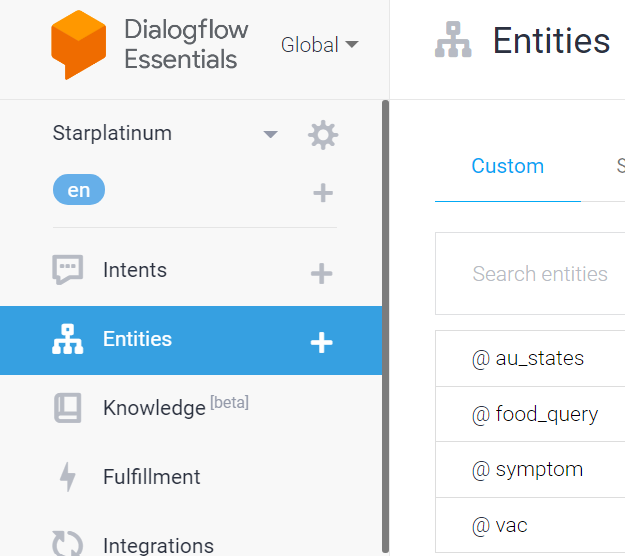 Dialogflow
Essentials
Global
Entities
Starplatinum
en
Intents
Entities
Knowledge [beta]
Fulfillment
Integrations
Custom
S
Search entities
@ au_states
@ food_query
@ symptom
@ vac